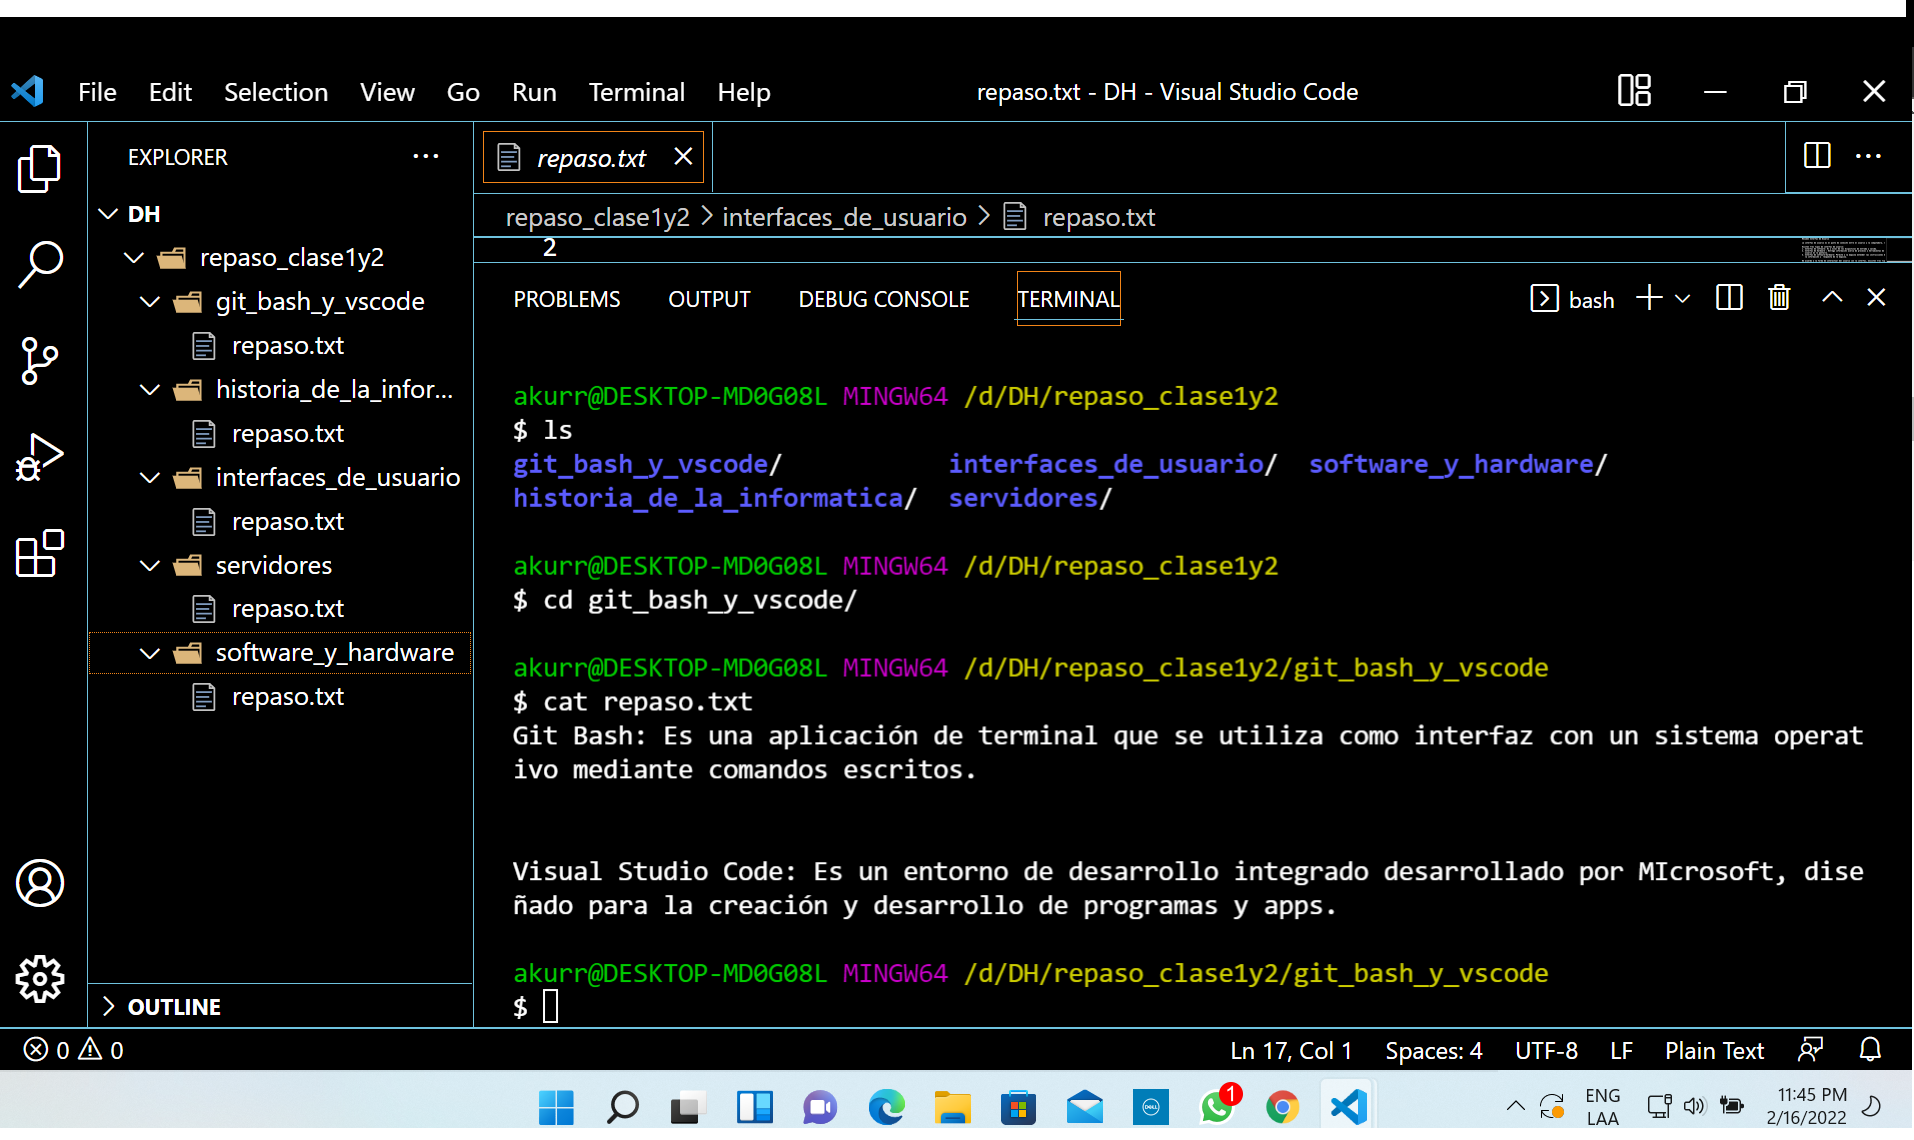 File Edit Selection View Go Run Terminal Help repaso.txt - DH - Visual Studio Code
EXPLORER
DH
repaso_clase1y2
git_bash_y_vscode
repaso.txt
historia_de_la_infor...
repaso.txt
interfaces_de_usuario
repaso.txt
servidores
repaso.txt
software_y_hardware
repaso.txt
OUTLINE
repaso.txt
repaso_clase1y2 > interfaces_de_usuario > repaso.txt
2
PROBLEMS OUTPUT DEBUG CONSOLE TERMINAL bash
akurr@DESKTOP-MD0G08L MINGW64 /d/DH/repaso_clase1y2
$ ls
git_bash_y_vscode/ interfaces_de_usuario/ software_y_hardware/
historia_de_la_informatica/ servidores/
akurr@DESKTOP-MD0G08L MINGW64 /d/DH/repaso_clase1y2
$ cd git_bash_y_vscode/
akurr@DESKTOP-MD0G08L MINGW64 /d/DH/repaso_clase1y2/git_bash_y_vscode
$ cat repaso.txt
Git Bash: Es una aplicación de terminal que se utiliza como interfaz con un sistema operat
ivo mediante comandos escritos.
Visual Studio Code: Es un entorno de desarrollo integrado desarrollado por MIcrosoft, dise
ñado para la creación y desarrollo de programas y apps.
akurr@DESKTOP-MD0G08L MINGW64 /d/DH/repaso_clase1y2/git_bash_y_vscode
$
0 0 Ln 17, Col 1 Spaces: 4 UTF-8 LF Plain Text
DELL
1
ENG
LAA
11:45 PM
2/16/2022